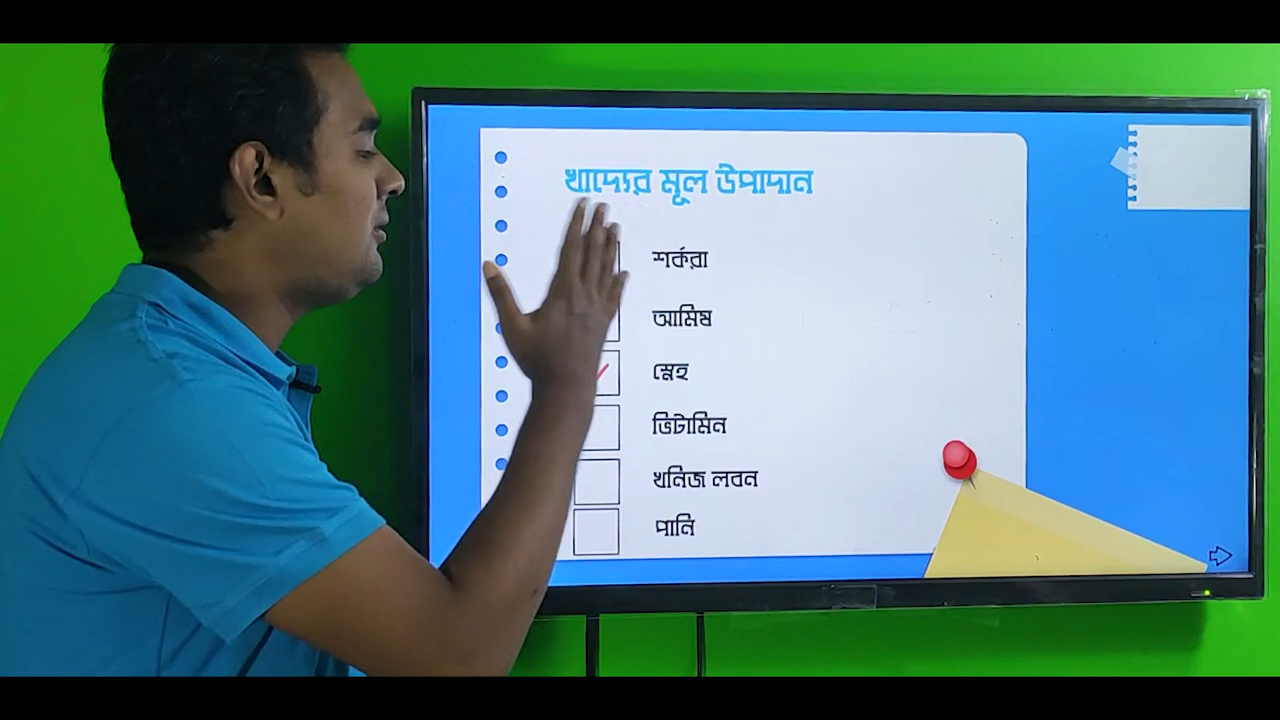 খাদ্যের মূল উপাদান
শর্করা
আমিষ
স্নেহ
ভিটামিন
খনিজ লবন
পানি